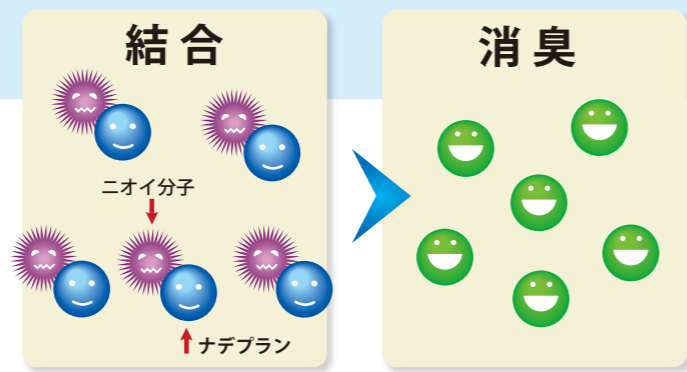 結合
消臭
ニオイ分子
ナデプラン